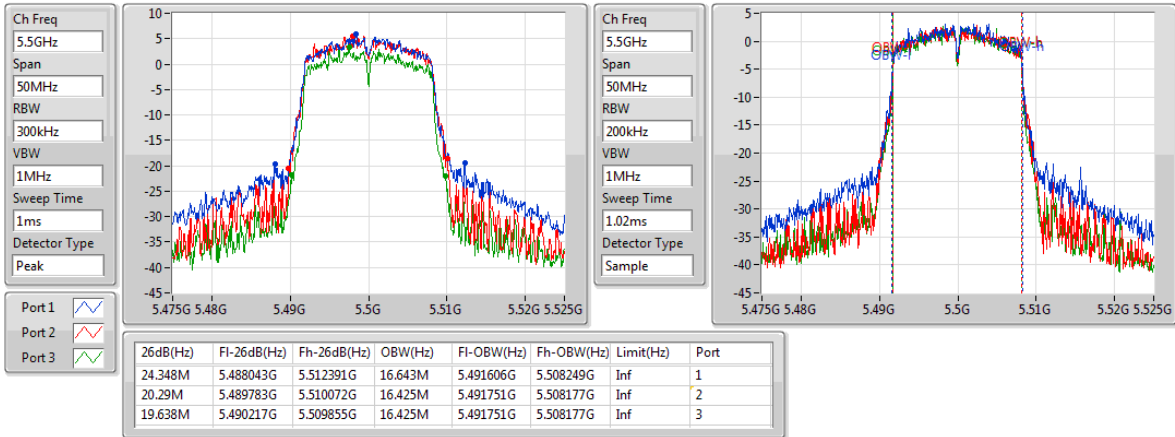 Ch Freq
5.5GHz
Span
50MHz
RBW
300kHz
VBW
1MHz
Sweep Time
1ms
Detector Type
Peak
10
5
0
-5
-10
-15
-20
-25
-30
-35
-40
-45
5.475G 5.48G 5.49G 5.5G 5.51G 5.52G 5.525G
Ch Freq
5.5GHz
Span
50MHz
RBW
200kHz
VBW
1MHz
Sweep Time
1.02ms
Detector Type
Sample
10
5
0
-5
-10
-15
-20
-25
-30
-35
-40
-45
OBW-l
5.475G 5.48G 5.49G 5.5G 5.51G 5.52G 5.525G
Port 1
Port 2
Port 3
26dB(Hz) Fl-26dB(Hz) Fh-26dB(Hz) OBW(Hz) Fl-OBW(Hz) Fh-OBW(Hz) Limit(Hz) Port
24.348M 5.488043G 5.512391G 16.643M 5.491606G 5.508249G Inf 1
20.29M 5.489783G 5.510072G 16.425M 5.491751G 5.508177G Inf 2
19.638M 5.490217G 5.509855G 16.425M 5.491751G 5.508177G Inf 3